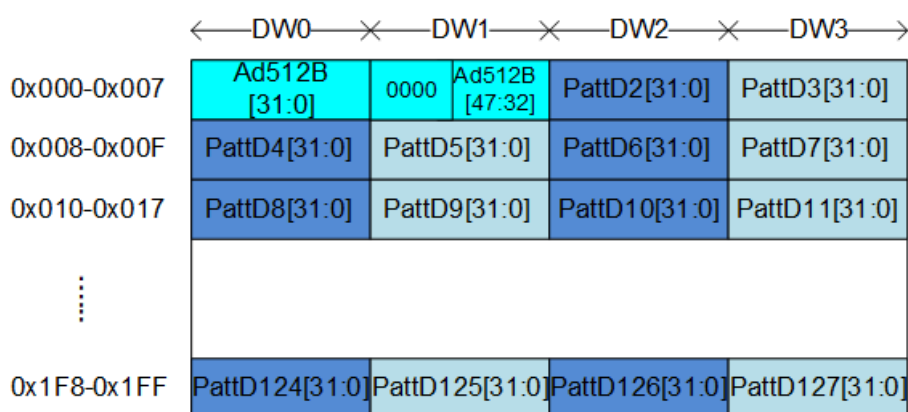 DW0 DW1 DW2 DW3
0x000-0x007 Ad512B [31:0] 0000 Ad512B [47:32] PattD2[31:0] PattD3[31:0]
0x008-0x00F PattD4[31:0] PattD5[31:0] PattD6[31:0] PattD7[31:0]
0x010-0x017 PattD8[31:0] PattD9[31:0] PattD10[31:0] PattD11[31:0]
0x1F8-0x1FF PattD124[31:0] PattD125[31:0] PattD126[31:0] PattD127[31:0]